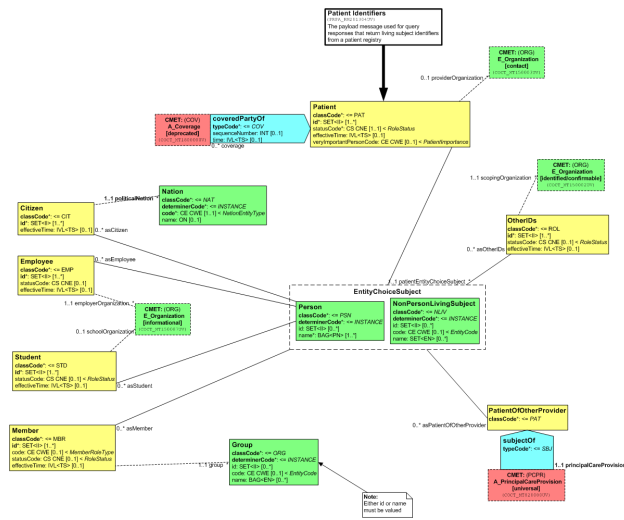 Patient Identifiers
The payload message used for query
responses that return living subject identifiers
from a patient registry
CMET: (ORG)
E_Organization
[contact]
0..1 providerOrganization
Patient
classCode*: <= PAT
id*: SET<II> [1..*]
statusCode: CS CNE [1..1] < RoleStatus
effectiveTime: IVL<TS> [0..1]
veryImportantPersonCode: CE CWE [0..1] < PatientImportance
CMET: (COV)
A_Coverage
[deprecated]
coveredPartyOf
typeCode*: <= COV
sequenceNumber: INT [0..1]
time: IVL<TS> [0..1]
0..* coverage
CMET: (ORG)
E_Organization
[identified/confirmable]
1..1 scopingOrganization
Nation
classCode*: <= NAT
determinerCode*: <= INSTANCE
code*: CE CWE [1..1] < NationEntityType
name: ON [0..1]
1..1 politicalNation
Citizen
classCode*: <= CIT
id*: SET<II> [1..*]
effectiveTime: IVL<TS> [0..1]
0..* asCitizen
OtherIDs
classCode*: <= ROL
id*: SET<II> [1..*]
statusCode: CS CNE [0..1] < RoleStatus
effectiveTime: IVL<TS> [0..1]
0..* asOtherIDs
Employee
classCode*: <= EMP
id*: SET<II> [1..*]
statusCode: CS CNE [0..1]
effectiveTime: IVL<TS> [0..1]
0..* asEmployee
1..1 patientEntityChoiceSubject
EntityChoiceSubject
Person
classCode*: <= PSN
determinerCode*: <= INSTANCE
id: SET<II> [0..*]
name*: BAG<PN> [1..*]
NonPersonLivingSubject
classCode*: <= NLIV
determinerCode*: <= INSTANCE
id: SET<II> [0..*]
code: CE CWE [0..1] < EntityCode
name: SET<EN> [0..*]
1..1 employerOrganization
CMET: (ORG)
E_Organization
[informational]
0..1 schoolOrganization
Student
classCode*: <= STD
id*: SET<II> [1..*]
statusCode: CS CNE [0..1] < RoleStatus
effectiveTime: IVL<TS> [0..1]
0..* asStudent
Member
classCode*: <= MBR
id*: SET<II> [1..*]
code: CE CWE [0..1] < MemberRoleType
statusCode: CS CNE [0..1] < RoleStatus
effectiveTime: IVL<TS> [0..1]
0..* asMember
1..1 group
Group
classCode*: <= ORG
determinerCode*: <= INSTANCE
id: SET<II> [0..*]
code: CE CWE [0..1] < EntityCode
name: BAG<EN> [0..*]
Note:
Either id or name
must be valued
PatientOfOtherProvider
classCode*: <= PAT
0..* asPatientOfOtherProvider
subjectOf
typeCode*: <= SBJ
1..1 principalCareProvision
CMET: (PCPR)
A_PrincipalCareProvision
[universal]